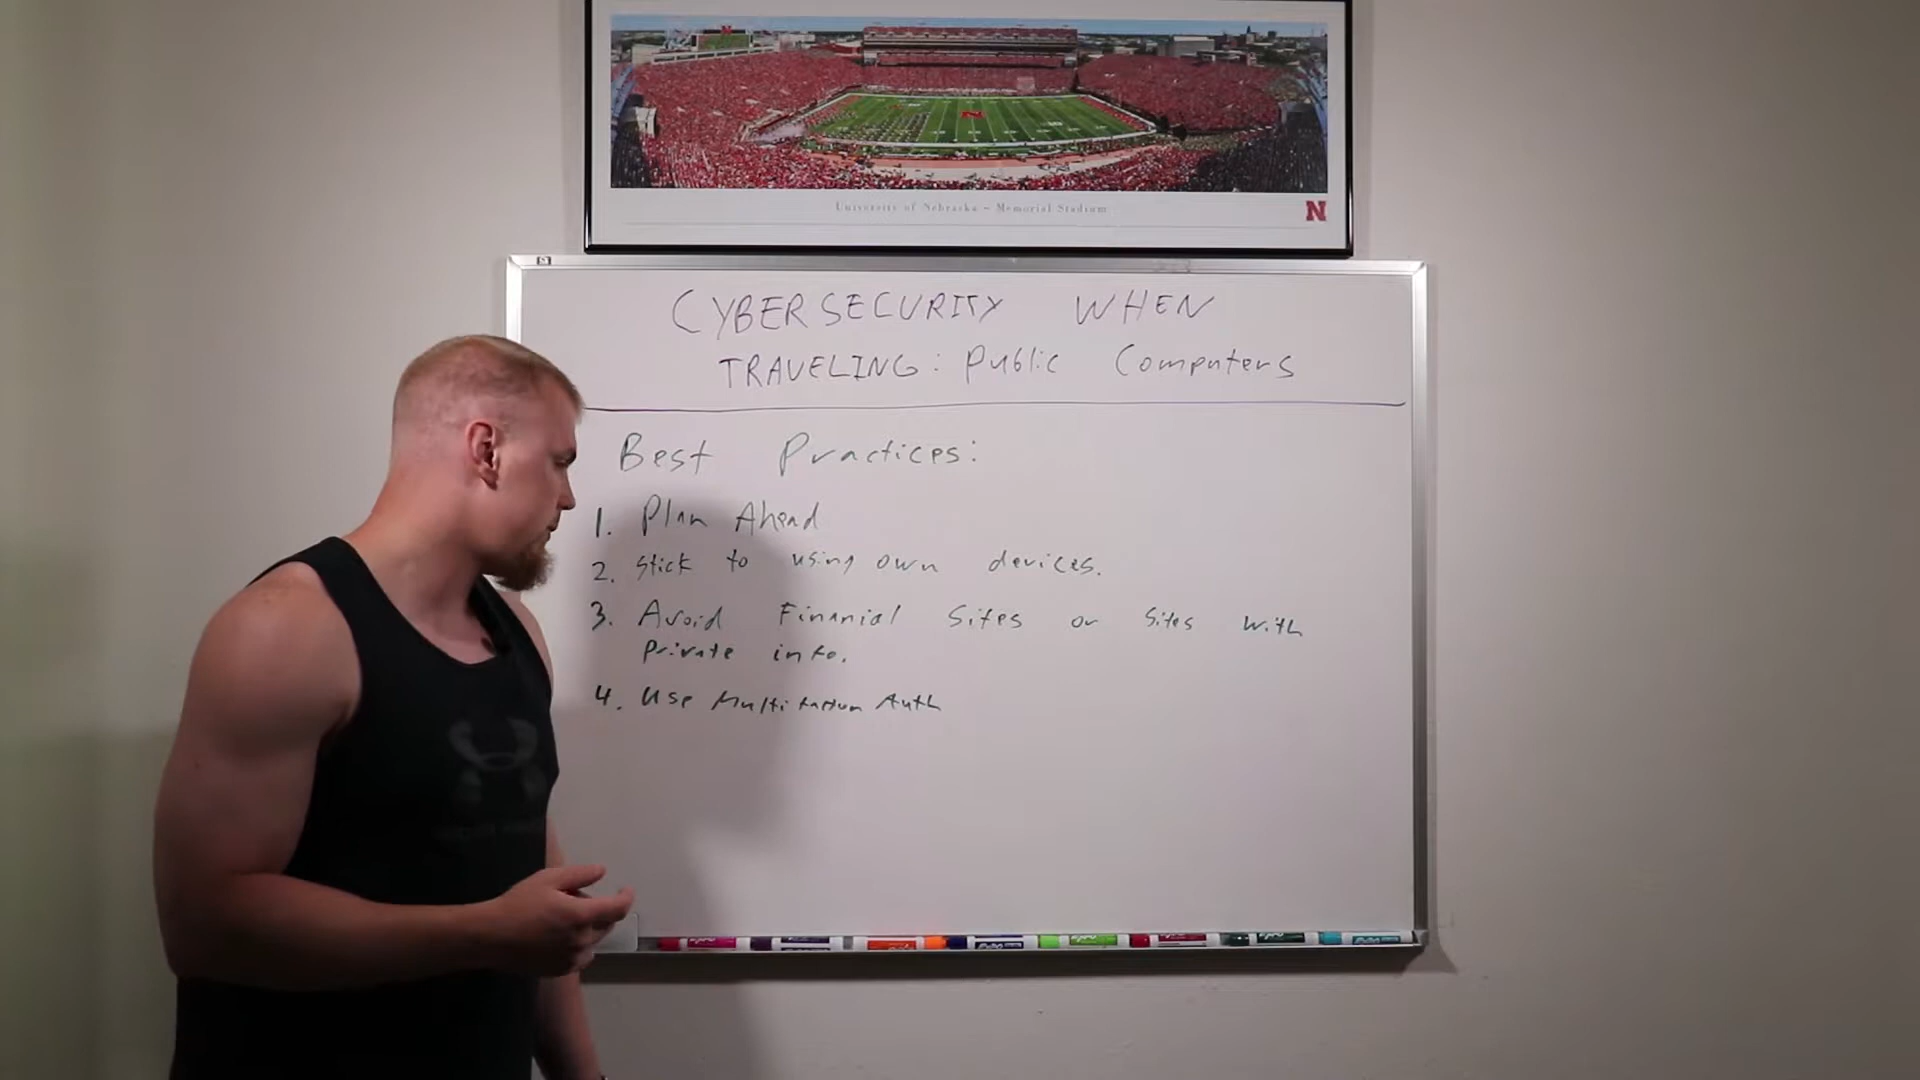 University of Nebraska ~ Memorial Stadium
N
CYBERSECURITY WHEN
TRAVELING: Public Computers
Best Practices:
1. Plan Ahead
2. Stick to using own devices.
3. Avoid Finanial Sites or Sites with
Private info.
4. Use Multi Auth